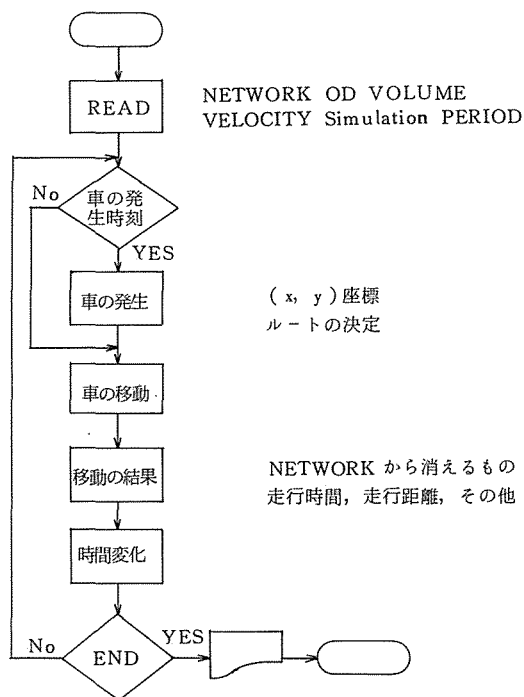 READ
NETWORK OD VOLUME
VELOCITY Simulation PERIOD
No
車の発
生時刻
YES
車の発生
(x, y)座標
ルートの決定
車の移動
移動の結果
NETWORK から消えるもの
走行時間, 走行距離, その他
時間変化
No
END
YES